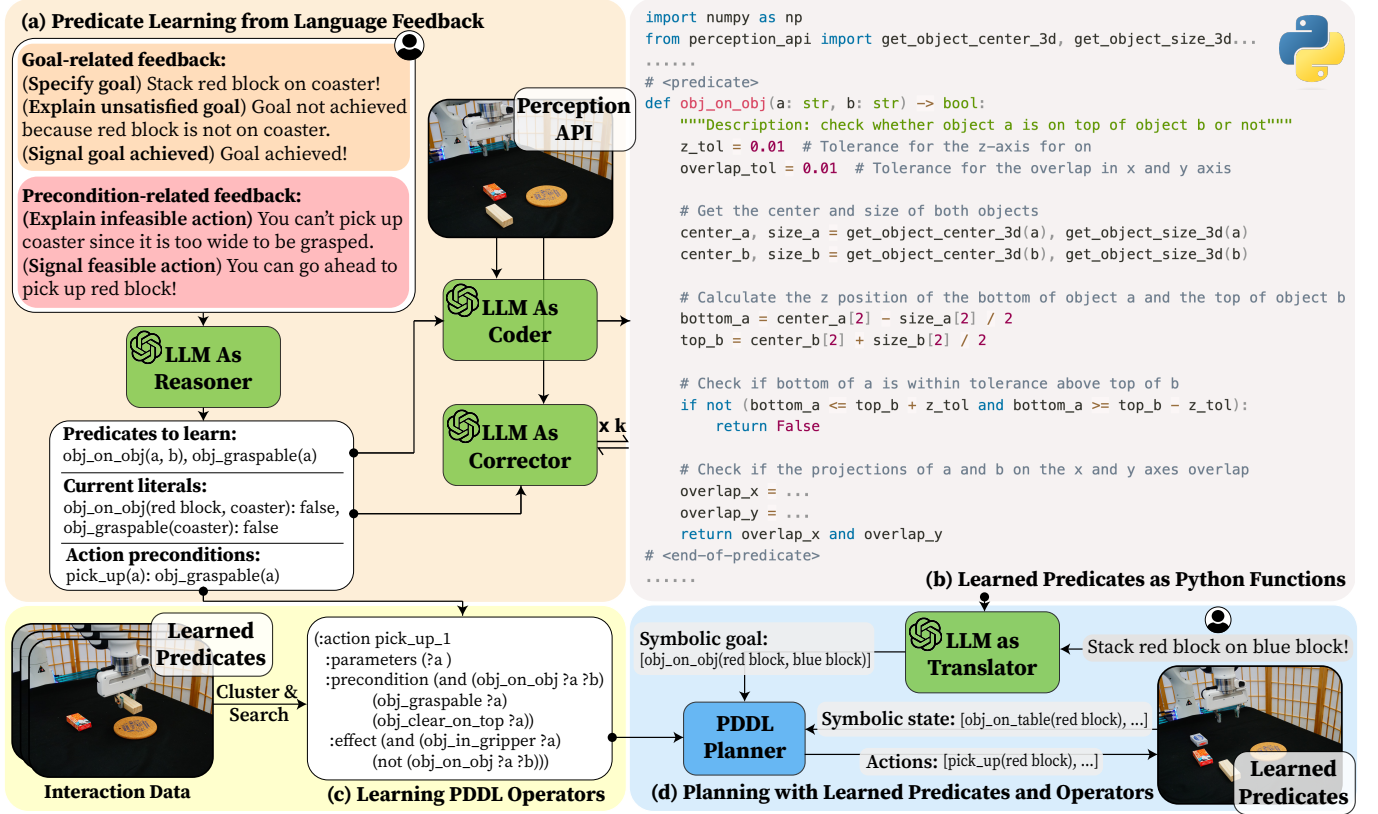 (a) Predicate Learning from Language Feedback
Goal-related feedback:
(Specify goal) Stack red block on coaster!
(Explain unsatisfied goal) Goal not achieved
because red block is not on coaster.
(Signal goal achieved) Goal achieved!
Precondition-related feedback:
(Explain infeasible action) You can't pick up
coaster since it is too wide to be grasped.
(Signal feasible action) You can go ahead to
pick up red block!
Perception
API
LLM As
Reasoner
LLM As
Coder
LLM As
Corrector
x k
Predicates to learn:
obj_on_obj(a, b), obj_graspable(a)
Current literals:
obj_on_obj(red block, coaster): false,
obj_graspable(coaster): false
Action preconditions:
pick_up(a): obj_graspable(a)
import numpy as np
from perception_api import get_object_center_3d, get_object_size_3d...
......
# <predicate>
def obj_on_obj(a: str, b: str) -> bool:
"""Description: check whether object a is on top of object b or not"""
z_tol = 0.01 # Tolerance for the z-axis for on
overlap_tol = 0.01 # Tolerance for the overlap in x and y axis
# Get the center and size of both objects
center_a, size_a = get_object_center_3d(a), get_object_size_3d(a)
center_b, size_b = get_object_center_3d(b), get_object_size_3d(b)
# Calculate the z position of the bottom of object a and the top of object b
bottom_a = center_a[2] - size_a[2] / 2
top_b = center_b[2] + size_b[2] / 2
# Check if bottom of a is within tolerance above top of b
if not (bottom_a <= top_b + z_tol and bottom_a >= top_b - z_tol):
return False
# Check if the projections of a and b on the x and y axes overlap
overlap_x = ...
overlap_y = ...
return overlap_x and overlap_y
# <end-of-predicate>
......
(b) Learned Predicates as Python Functions
Learned
Predicates
Cluster &
Search
Interaction Data
(:action pick_up_1
:parameters (?a )
:precondition (and (obj_on_obj ?a ?b)
(obj_graspable ?a)
(obj_clear_on_top ?a))
:effect (and (obj_in_gripper ?a)
(not (obj_on_obj ?a ?b)))
(c) Learning PDDL Operators
Symbolic goal:
[obj_on_obj(red block, blue block)]
LLM as
Translator
Stack red block on blue block!
PDDL
Planner
Symbolic state: [obj_on_table(red block), ...]
Actions: [pick_up(red block), ...]
Learned
Predicates
(d) Planning with Learned Predicates and Operators